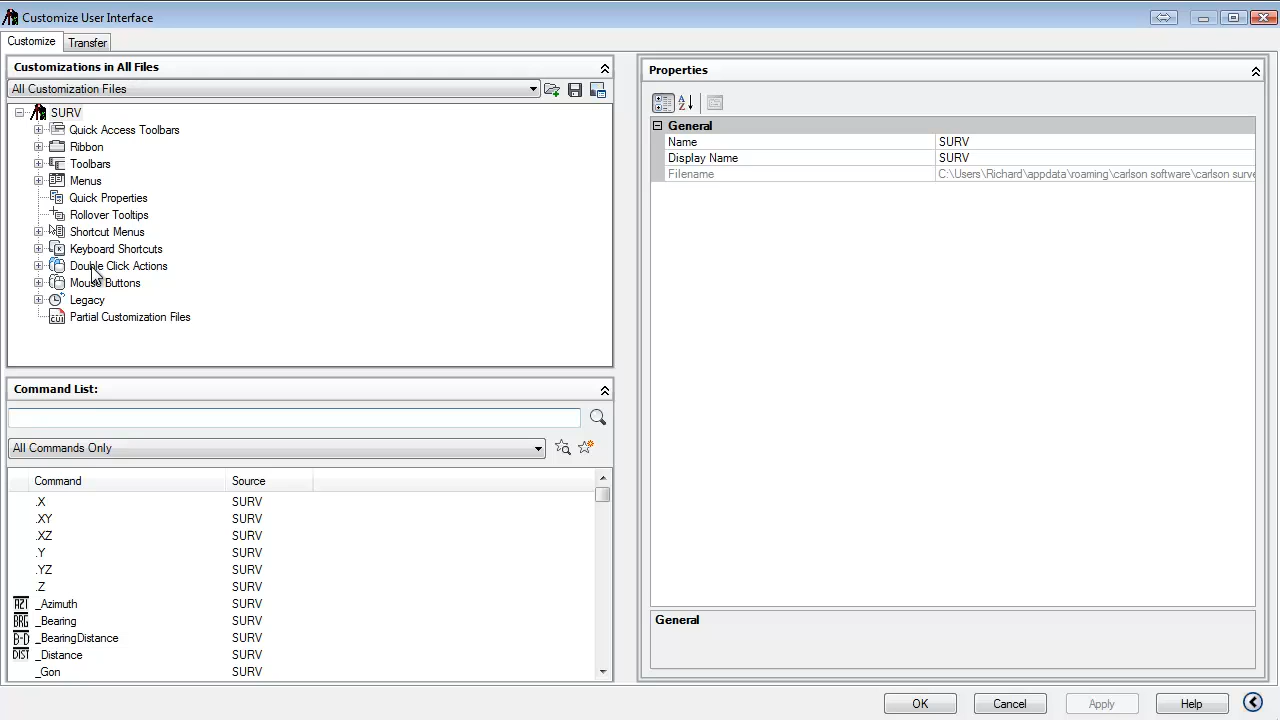 Customize User Interface
Customize Transfer
Customizations in All Files
All Customization Files
SURV
Quick Access Toolbars
Ribbon
Toolbars
Menus
Quick Properties
Rollover Tooltips
Shortcut Menus
Keyboard Shortcuts
Double Click Actions
Mouse Buttons
Legacy
CUI Partial Customization Files
Command List:
All Commands Only
Command Source
.X SURV
.XY SURV
.XZ SURV
.Y SURV
.YZ SURV
.Z SURV
AZI _Azimuth SURV
BRG _Bearing SURV
B-D _BearingDistance SURV
DIST _Distance SURV
_Gon SURV
Properties
General
Name SURV
Display Name SURV
Filename C:\Users\Richard\appdata\roaming\carlson software\carlson surve
General
OK Cancel Apply Help